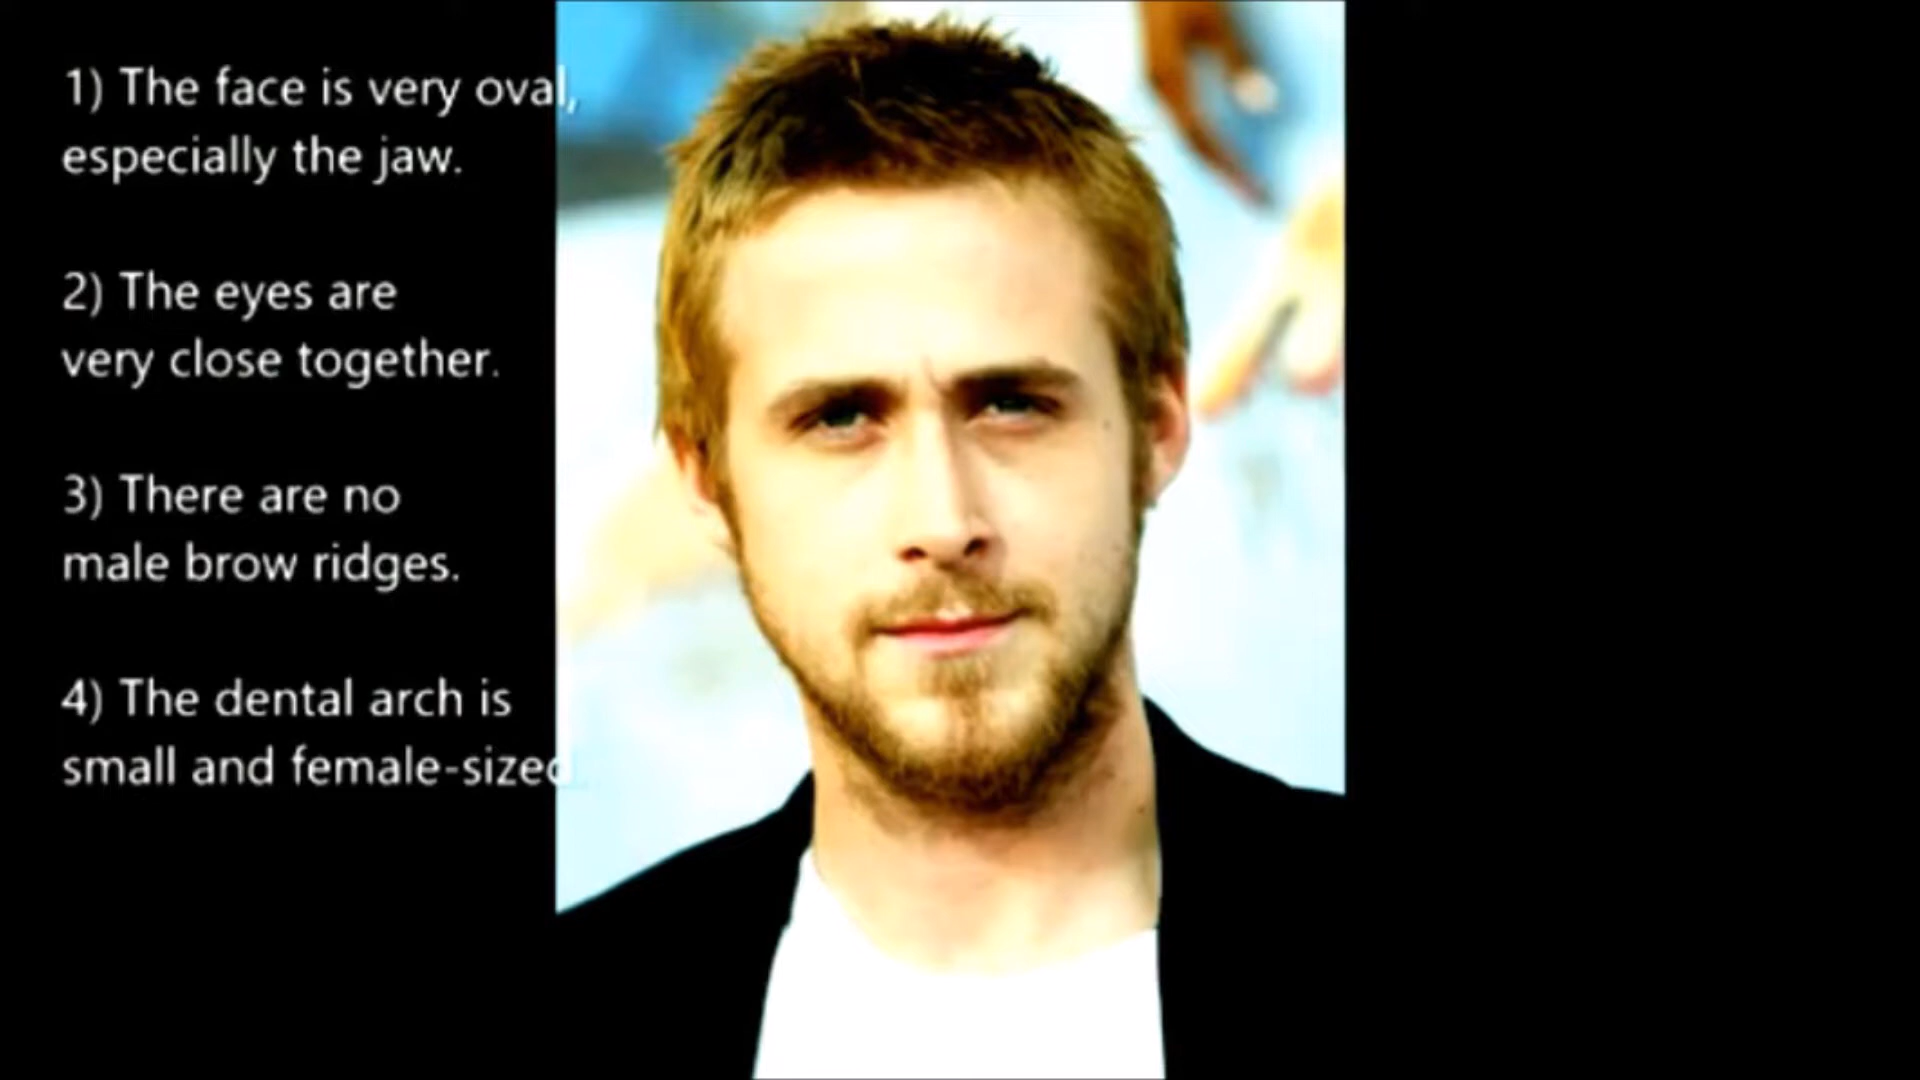 1) The face is very oval,
especially the jaw.
2) The eyes are
very close together.
3) There are no
male brow ridges.
4) The dental arch is
small and female-sized